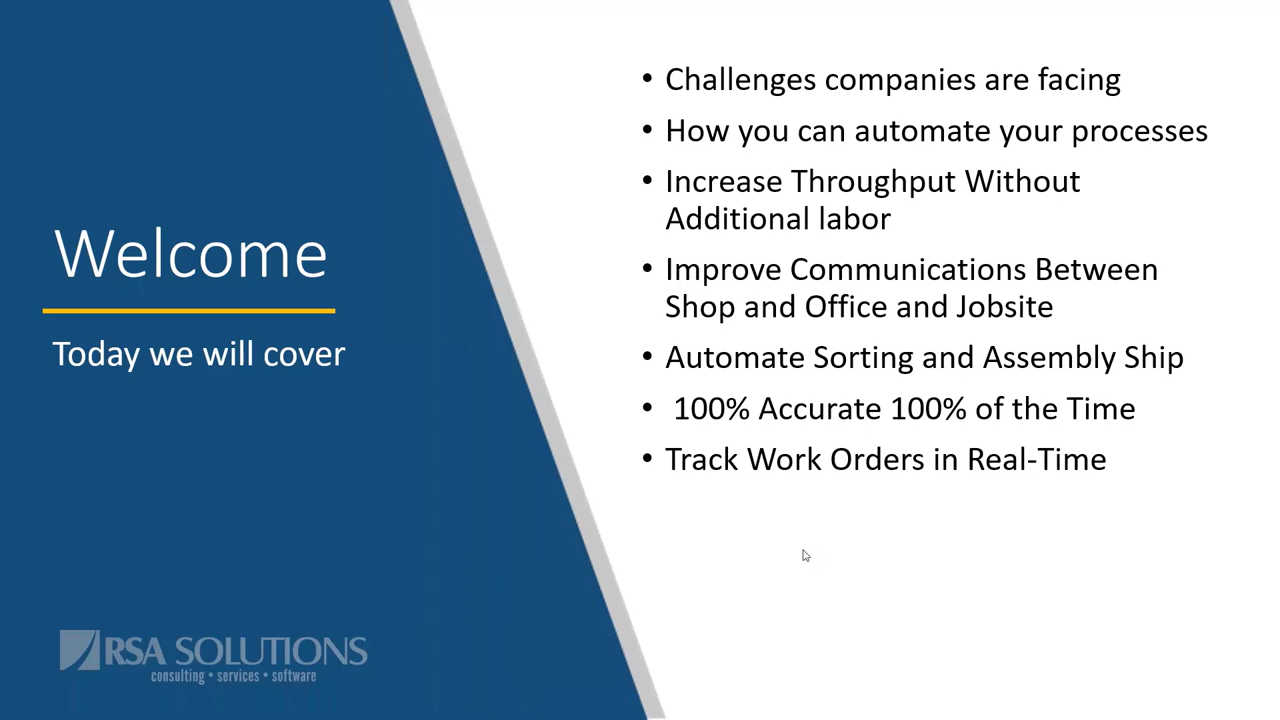 Welcome
Today we will cover
• Challenges companies are facing
• How you can automate your processes
• Increase Throughput Without
Additional labor
• Improve Communications Between
Shop and Office and Jobsite
• Automate Sorting and Assembly Ship
• 100% Accurate 100% of the Time
• Track Work Orders in Real-Time
RSA SOLUTIONS
consulting • services • software